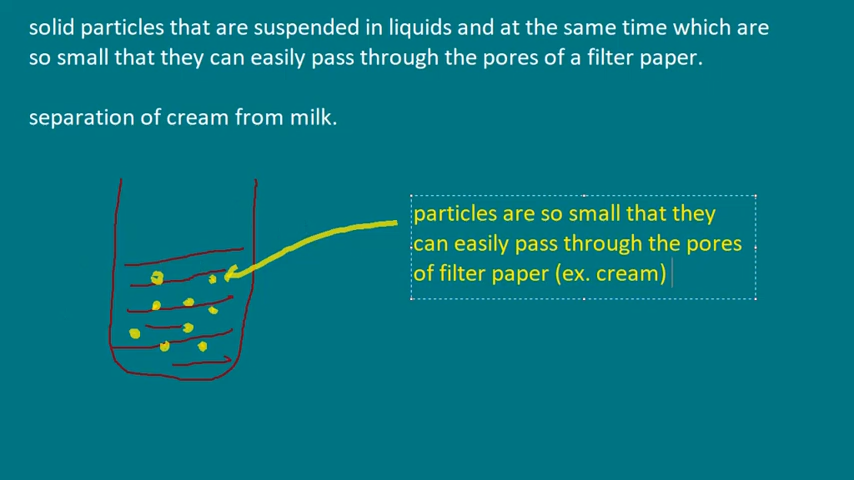 solid particles that are suspended in liquids and at the same time which are
so small that they can easily pass through the pores of a filter paper.
separation of cream from milk.
particles are so small that they
can easily pass through the pores
of filter paper (ex. cream)